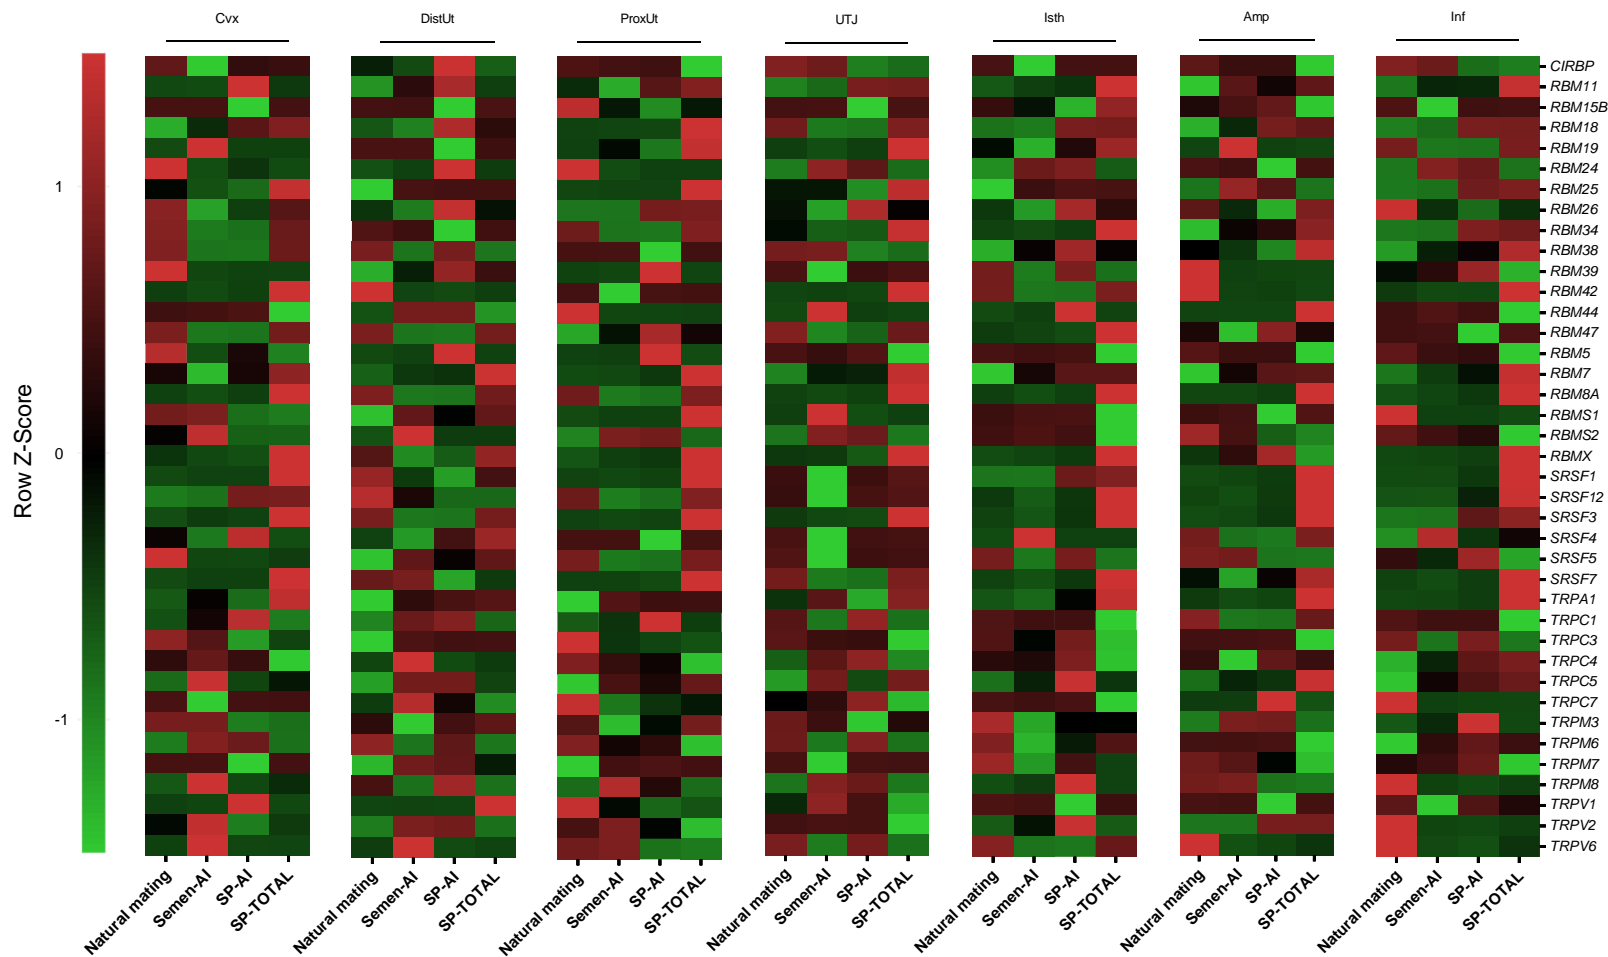 Cvx DistUt ProxUt UTJ Isth Amp Inf
Row Z-Score
1
0
-1
CIRBP
RBM11
RBM15B
RBM18
RBM19
RBM24
RBM25
RBM26
RBM34
RBM38
RBM39
RBM42
RBM44
RBM47
RBM5
RBM7
RBM8A
RBMS1
RBMS2
RBMX
SRSF1
SRSF12
SRSF3
SRSF4
SRSF5
SRSF7
TRPA1
TRPC1
TRPC3
TRPC4
TRPC5
TRPC7
TRPM3
TRPM6
TRPM7
TRPM8
TRPV1
TRPV2
TRPV6
Natural mating Semen-AI SP-AI SP-TOTAL
Natural mating Semen-AI SP-AI SP-TOTAL
Natural mating Semen-AI SP-AI SP-TOTAL
Natural mating Semen-AI SP-AI SP-TOTAL
Natural mating Semen-AI SP-AI SP-TOTAL
Natural mating Semen-AI SP-AI SP-TOTAL
Natural mating Semen-AI SP-AI SP-TOTAL